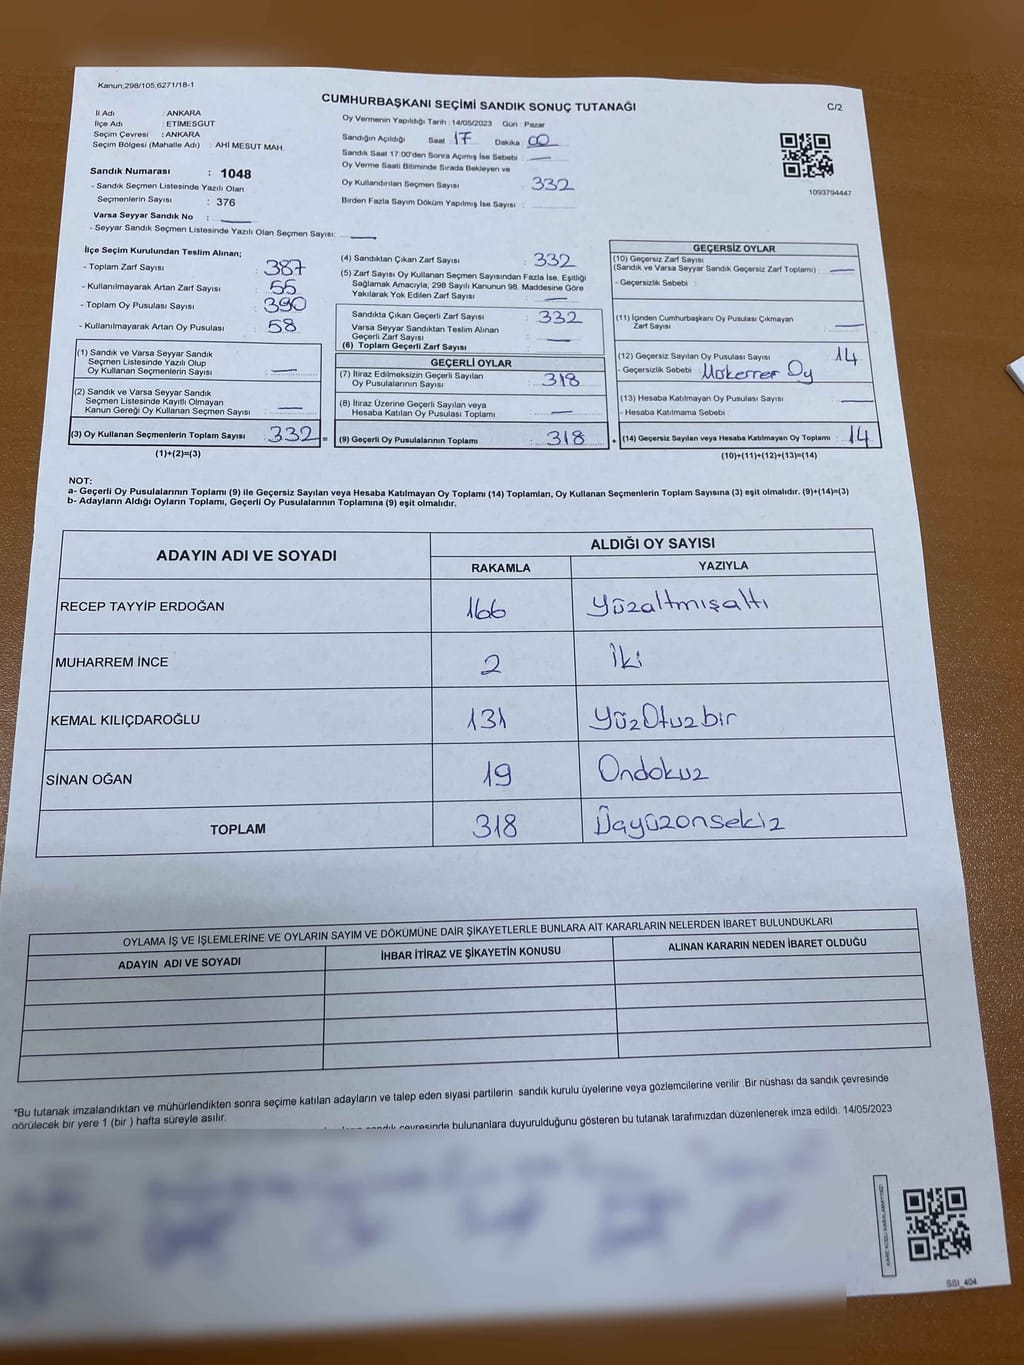 Kanun;298/105;6271/18-1
CUMHURBAŞKANI SEÇİMİ SANDIK SONUÇ TUTANAĞI
C/2
İl Adı : ANKARA
İlçe Adı : ETİMESGUT
Seçim Çevresi : ANKARA
Seçim Bölgesi (Mahalle Adı) : AHİ MESUT MAH.
Sandık Numarası : 1048
- Sandık Seçmen Listesinde Yazılı Olan
Seçmenlerin Sayısı : 376
Varsa Seyyar Sandık No :
- Seyyar Sandık Seçmen Listesinde Yazılı Olan Seçmen Sayısı:
Oy Vermenin Yapıldığı Tarih : 14/05/2023 Gün : Pazar
Sandığın Açıldığı Saat 17 Dakika 00
Sandık Saat 17:00'den Sonra Açımış İse Sebebi :
Oy Verme Saati Bitiminde Sırada Bekleyen ve
Oy Kullandırılan Seçmen Sayısı : 332
Birden Fazla Sayım Döküm Yapılmış İse Sayısı :
1093794447
İlçe Seçim Kurulundan Teslim Alınan;
- Toplam Zarf Sayısı : 387
- Kullanılmayarak Artan Zarf Sayısı : 55
- Toplam Oy Pusulası Sayısı : 390
- Kullanılmayarak Artan Oy Pusulası : 58
(1) Sandık ve Varsa Seyyar Sandık
Seçmen Listesinde Yazılı Olup
Oy Kullanan Seçmenlerin Sayısı :
(2) Sandık ve Varsa Seyyar Sandık
Seçmen Listesinde Kayıtlı Olmayan
Kanun Gereği Oy Kullanan Seçmen Sayısı :
(3) Oy Kullanan Seçmenlerin Toplam Sayısı : 332 =
(1)+(2)=(3)
(4) Sandıktan Çıkan Zarf Sayısı : 332
(5) Zarf Sayısı Oy Kullanan Seçmen Sayısından Fazla İse, Eşitliği
Sağlamak Amacıyla, 298 Sayılı Kanunun 98. Maddesine Göre
Yakılarak Yok Edilen Zarf Sayısı :
Sandıkta Çıkan Geçerli Zarf Sayısı : 332
Varsa Seyyar Sandıktan Teslim Alınan
Geçerli Zarf Sayısı :
(6) Toplam Geçerli Zarf Sayısı :
GEÇERLİ OYLAR
(7) İtiraz Edilmeksizin Geçerli Sayılan
Oy Pusulalarının Sayısı : 318
(8) İtiraz Üzerine Geçerli Sayılan veya
Hesaba Katılan Oy Pusulası Toplamı :
(9) Geçerli Oy Pusulalarının Toplamı : 318 +
GEÇERSİZ OYLAR
(10) Geçersiz Zarf Sayısı
(Sandık ve Varsa Seyyar Sandık Geçersiz Zarf Toplamı) :
- Geçersizlik Sebebi :
(11) İçinden Cumhurbaşkanı Oy Pusulası Çıkmayan
Zarf Sayısı :
(12) Geçersiz Sayılan Oy Pusulası Sayısı : 14
- Geçersizlik Sebebi : Mükerrer Oy
(13) Hesaba Katılmayan Oy Pusulası Sayısı :
- Hesaba Katılmama Sebebi :
(14) Geçersiz Sayılan veya Hesaba Katılmayan Oy Toplamı : 14
(10)+(11)+(12)+(13)=(14)
NOT:
a- Geçerli Oy Pusulalarının Toplamı (9) ile Geçersiz Sayılan veya Hesaba Katılmayan Oy Toplamı (14) Toplamları, Oy Kullanan Seçmenlerin Toplam Sayısına (3) eşit olmalıdır. (9)+(14)=(3)
b- Adayların Aldığı Oyların Toplamı, Geçerli Oy Pusulalarının Toplamına (9) eşit olmalıdır.
ADAYIN ADI VE SOYADI
ALDIĞI OY SAYISI
RAKAMLA YAZIYLA
RECEP TAYYİP ERDOĞAN 166 Yüzaltmışaltı
MUHARREM İNCE 2 İki
KEMAL KILIÇDAROĞLU 131 YüzOtuzbir
SİNAN OĞAN 19 Ondokuz
TOPLAM 318 Üçyüzonsekiz
OYLAMA İŞ VE İŞLEMLERİNE VE OYLARIN SAYIM VE DÖKÜMÜNE DAİR ŞİKAYETLERLE BUNLARA AİT KARARLARIN NELERDEN İBARET BULUNDUKLARI
ADAYIN ADI VE SOYADI İHBAR İTİRAZ VE ŞİKAYETİN KONUSU ALINAN KARARIN NEDEN İBARET OLDUĞU
*Bu tutanak imzalandıktan ve mühürlendikten sonra seçime katılan adayların ve talep eden siyasi partilerin sandık kurulu üyelerine veya gözlemcilerine verilir .Bir nüshası da sandık çevresinde
görülecek bir yere 1 (bir ) hafta süreyle asılır.
sandık çevresinde bulunanlara duyurulduğunu gösteren bu tutanak tarafımızdan düzenlenerek imza edildi. 14/05/2023
KARE KODU KARALAMAYINIZ!
SSI_404